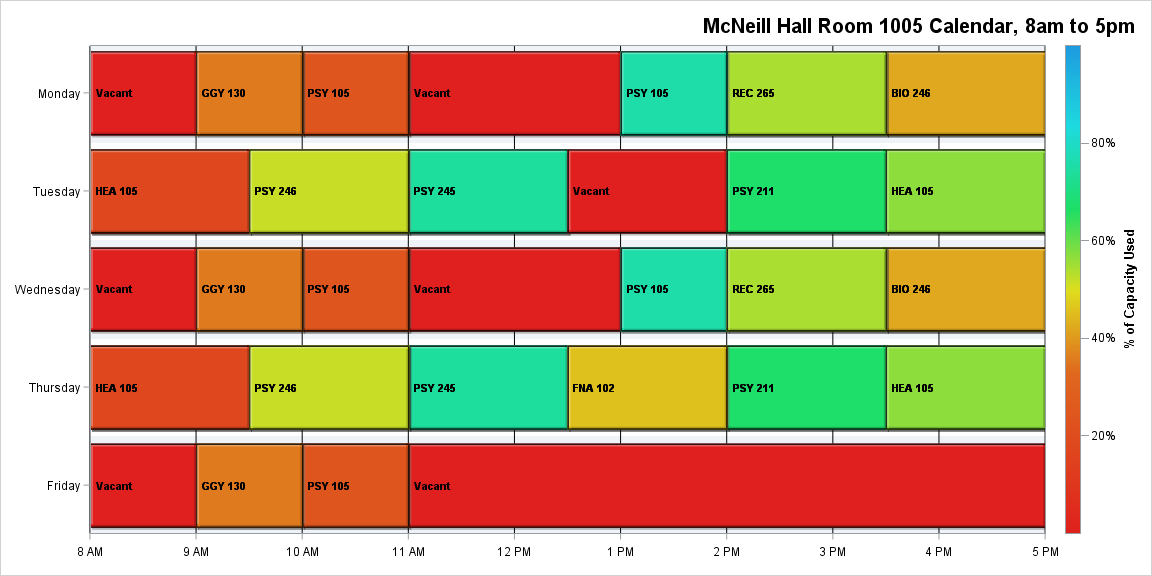 McNeill Hall Room 1005 Calendar, 8am to 5pm
Monday
Vacant
GGY 130
PSY 105
Vacant
PSY 105
REC 265
BIO 246
Tuesday
HEA 105
PSY 246
PSY 245
Vacant
PSY 211
HEA 105
Wednesday
Vacant
GGY 130
PSY 105
Vacant
PSY 105
REC 265
BIO 246
Thursday
HEA 105
PSY 246
PSY 245
FNA 102
PSY 211
HEA 105
Friday
Vacant
GGY 130
PSY 105
Vacant
8 AM
9 AM
10 AM
11 AM
12 PM
1 PM
2 PM
3 PM
4 PM
5 PM
80%
60%
40%
20%
% of Capacity Used